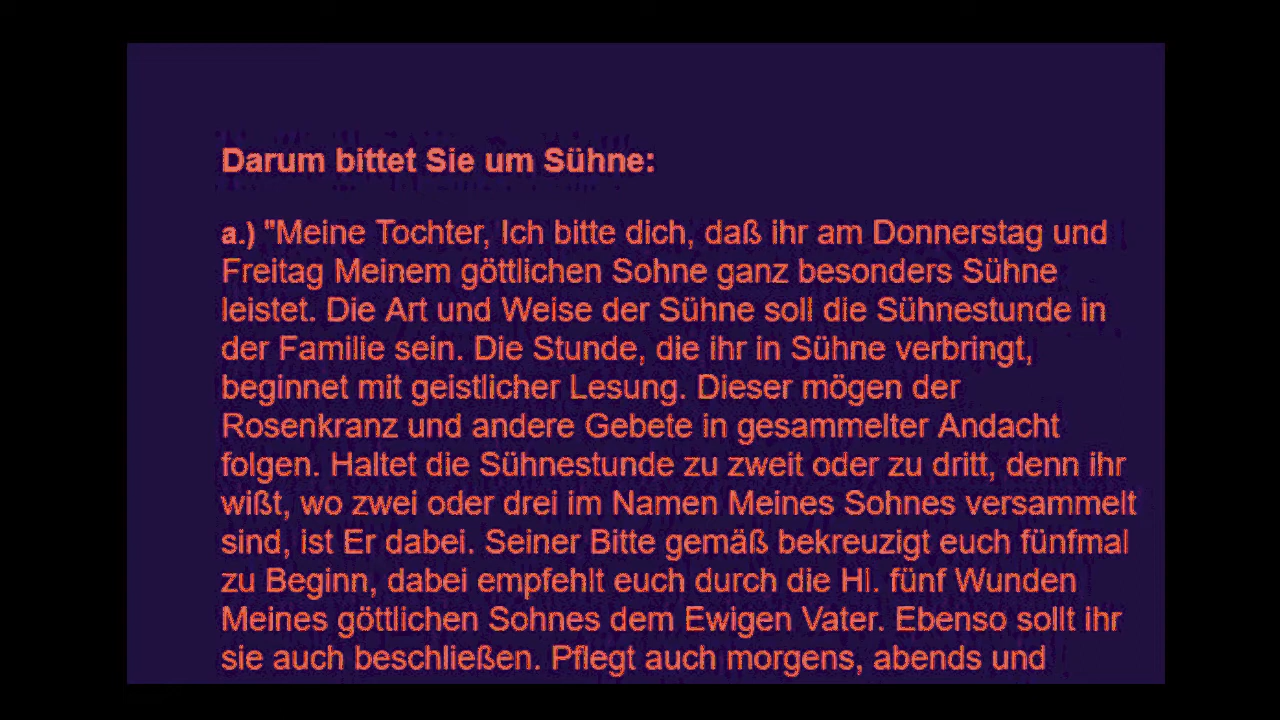 Darum bittet Sie um Sühne:
a.) "Meine Tochter, Ich bitte dich, daß ihr am Donnerstag und
Freitag Meinem göttlichen Sohne ganz besonders Sühne
leistet. Die Art und Weise der Sühne soll die Sühnestunde in
der Familie sein. Die Stunde, die ihr in Sühne verbringt,
beginnet mit geistlicher Lesung. Dieser mögen der
Rosenkranz und andere Gebete in gesammelter Andacht
folgen. Haltet die Sühnestunde zu zweit oder zu dritt, denn ihr
wißt, wo zwei oder drei im Namen Meines Sohnes versammelt
sind, ist Er dabei. Seiner Bitte gemäß bekreuzigt euch fünfmal
zu Beginn, dabei empfehlt euch durch die Hl. fünf Wunden
Meines göttlichen Sohnes dem Ewigen Vater. Ebenso sollt ihr
sie auch beschließen. Pflegt auch morgens, abends und